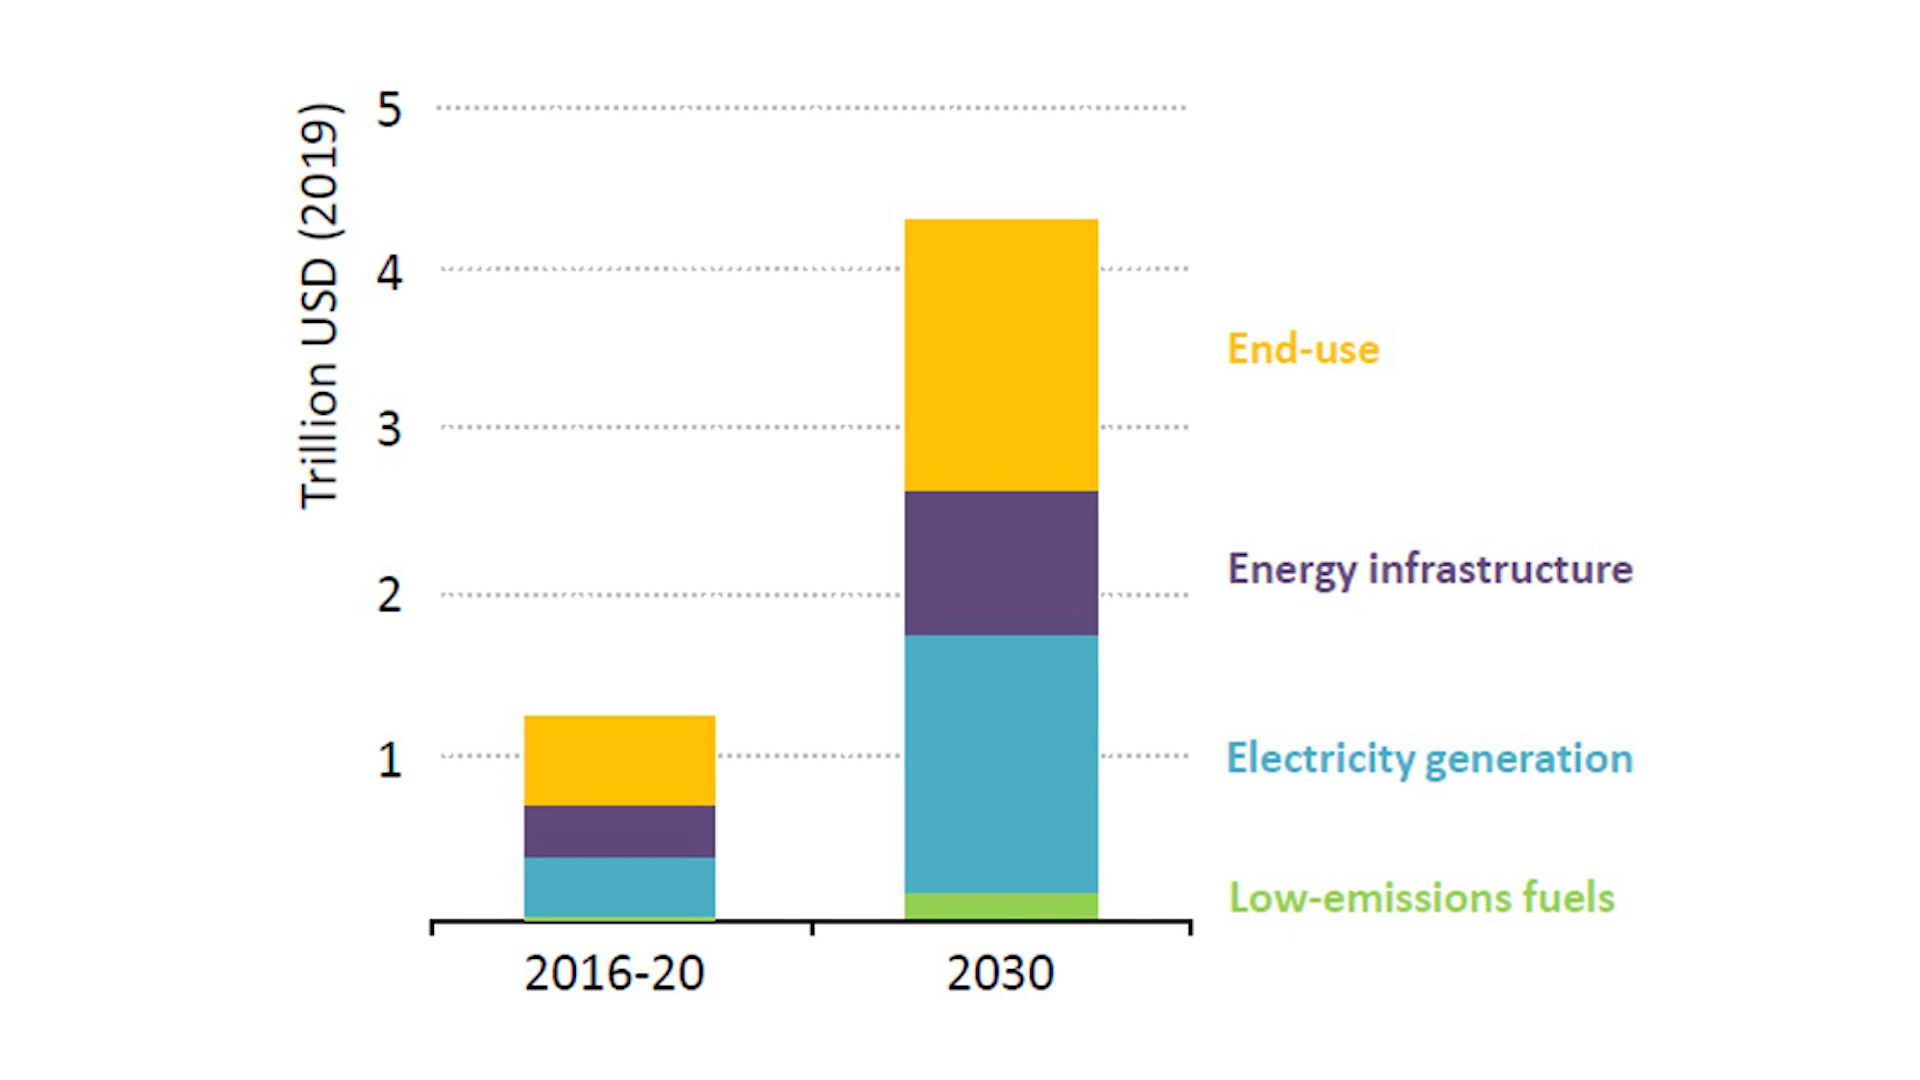 Trillion USD (2019)
5
4
3
2
1
End-use
Energy infrastructure
Electricity generation
Low-emissions fuels
2016-20
2030